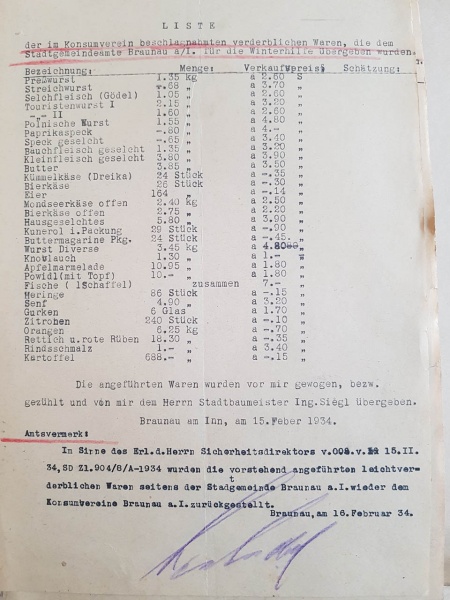 LISTE
der im Konsumverein beschlagnahmten verderblichen Waren, die dem
Stadtgemeindeamte Braunau a/I. für die Winterhilfe übergeben wurden.
Bezeichnung: Menge: Verkaufspreis: Schätzung:
Preßwurst 1.35 kg a 2.60 S
Streichwurst -.68 " a 3.70 "
Selchfleisch (Gödel) 1.05 " a 2.60 "
Touristenwurst I 2.15 " a 3.20 "
-"- II 1.60 " a 2.60 "
Polnische Wurst 1.55 " a 4.80 "
Paprikaspeck -.80 " a 4.- "
Speck geselcht -.65 " a 3.40 "
Bauchfleisch geselcht 1.35 " a 3.20 "
Kleinfleisch geselcht 3.80 " a 3.90 "
Butter 3.85 " a 3.50 "
Kümmelkäse (Dreika) 24 Stück a -.35 "
Bierkäse 26 Stück a -.30 "
Eier 164 " a -.14 "
Mondseerkäse offen 2.40 kg a 2.50 "
Bierkäse offen 2.75 " a 2.20 "
Hausgeselchtes 5.80 " a 3.90 "
Kunerol i.Packung 29 Stück a -.90 "
Buttermagarine Pkg. 24 Stück a -.45. "
Wurst Diverse 3.45 kg a 4.80 "
Knoblauch 1.30 " a 1.- "
Apfelmarmelade 10.95 " a 1.80 "
Powidl(mit Topf) 10.- " a 1.80 "
Fische ( 1Schaffel) zusammen 7.- "
Heringe 86 Stück a -.15 "
Senf 4.90 " a 3.20 "
Gurken 6 Glas a 1.70 "
Zitronen 240 Stück a -.10 "
Orangen 6.25 kg a -.70 "
Rettich u.rote Rüben 18.30 " a -.35 "
Rindsschmalz 1.- " a 3.40 "
Kartoffel 688.- " a -.15 "
Die angeführten Waren wurden vor mir gewogen, bezw.
gezühlt und von mir dem Herrn Stadtbaumeister Ing.Siegl übergeben.
Braunau am Inn, am 15.Feber 1934.
Amtsvermerk:
In Sinne des Erl.d.Herrn Sicherheitsdirektors v.OÖ. v. 15.II.
34,SD Zl.904/8/A-1934 wurden die vorstehend angeführten leichtver=
derblichen Waren seitens der Stadtgemeinde Braunau a.I.wieder dem
Konsumvereine Braunau a.I.zurückgestellt.
Braunau,am 16.Februar 34.